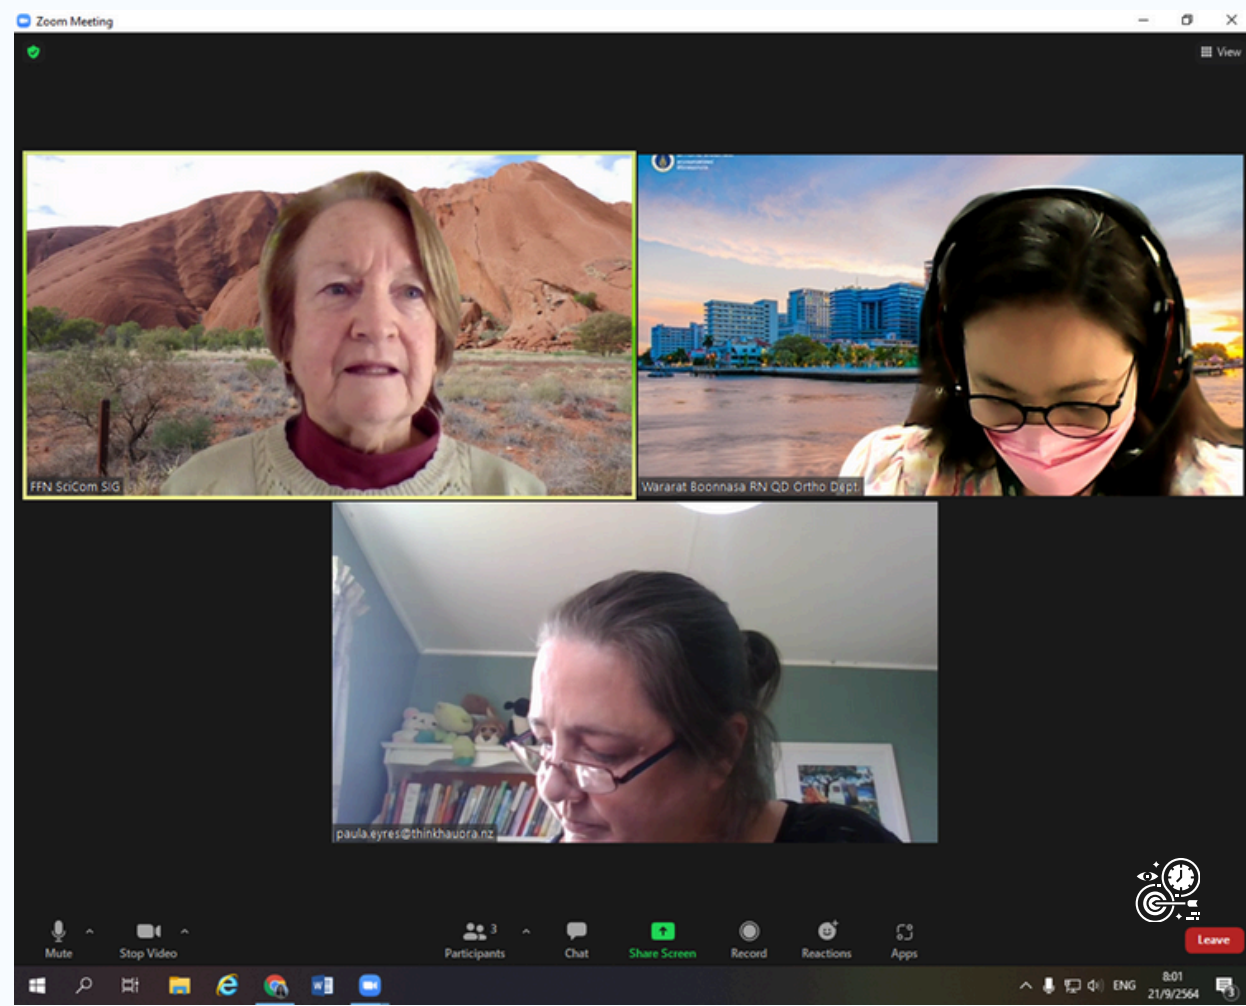 Zoom Meeting
View
FFN SciCom SIG
Wararat Boonnasa RN QD Ortho Dept.
paula.eyres@thinkhauora.nz
Mute
Stop Video
3
Participants
Chat
Share Screen
Record
Reactions
Apps
Leave
ENG
8:01
21/9/2564
3